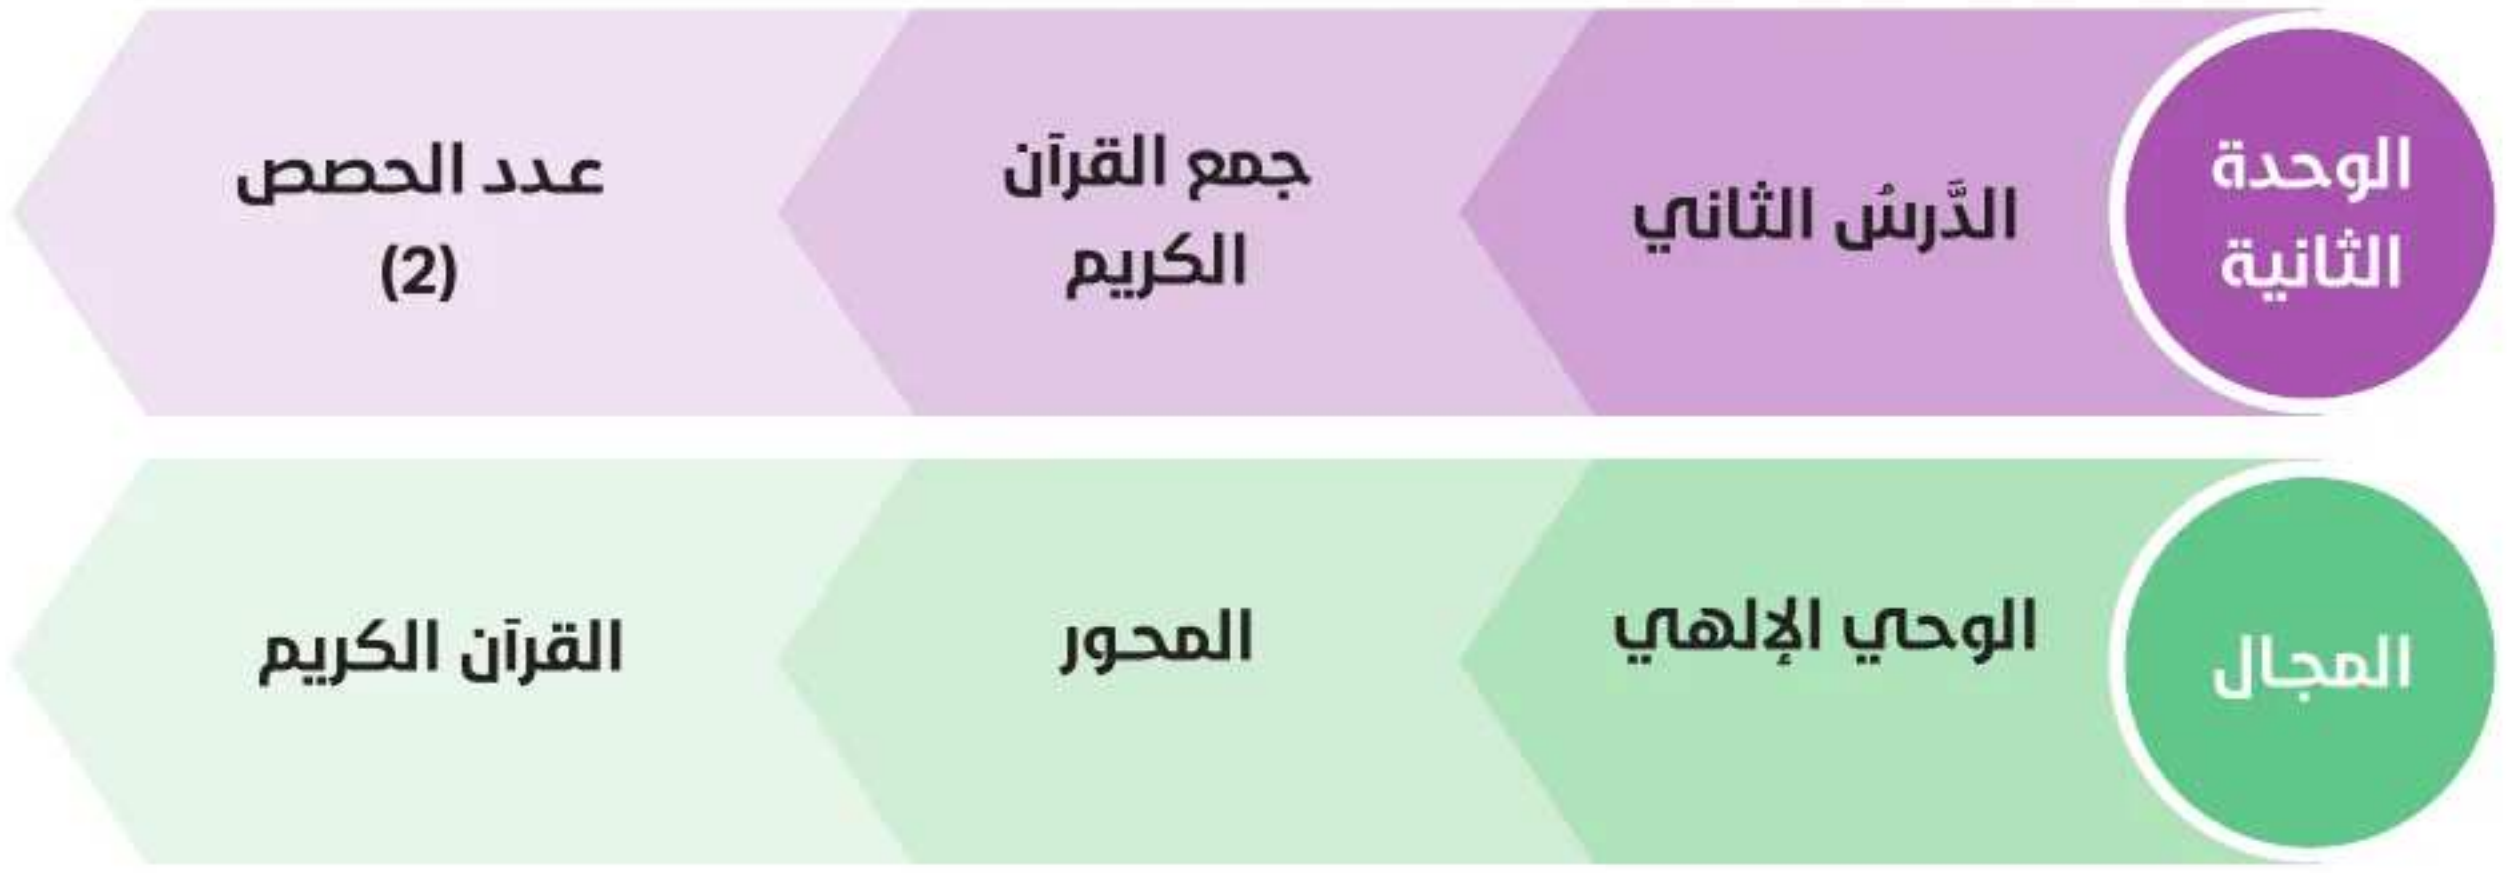 الوحدة
الثانية
الدَّرسُ الثاني
جمع القرآن
الكريم
عدد الحصص
(2)
المجال
الوحي الإلهي
المحور
القرآن الكريم